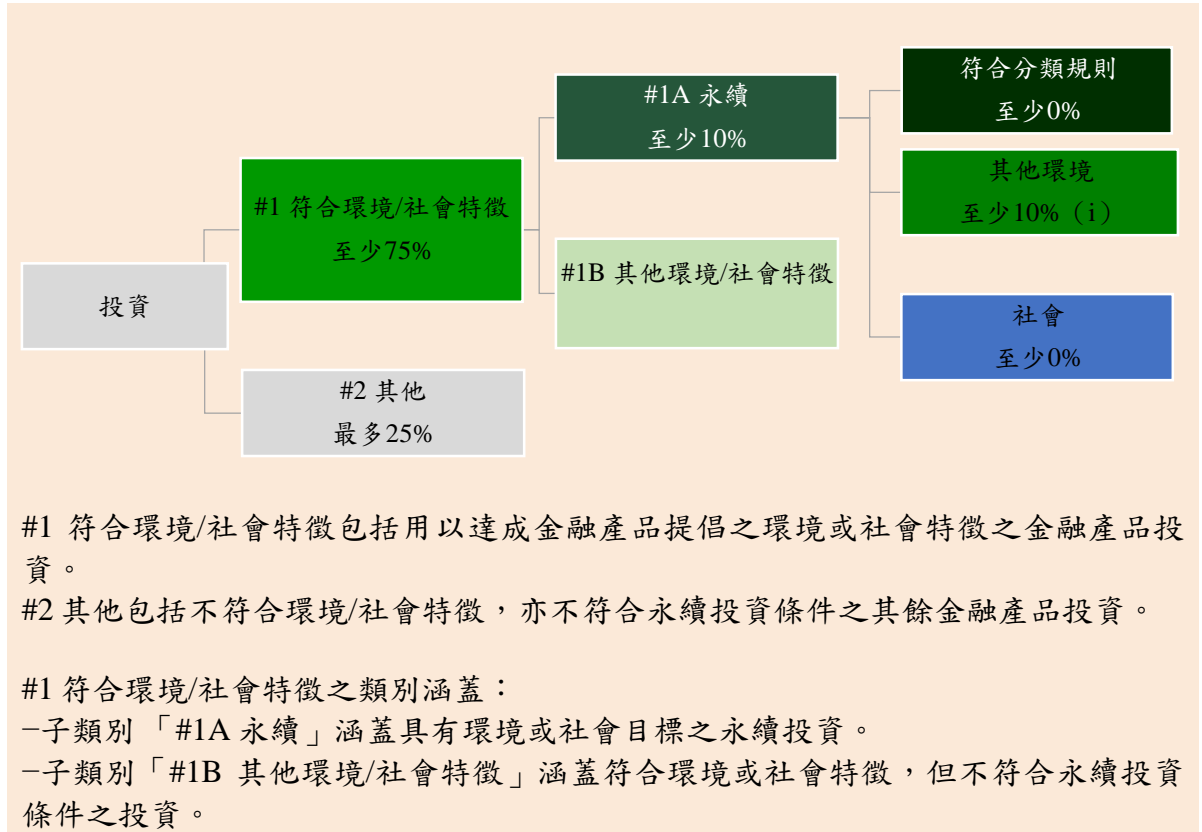 投資
#1 符合環境/社會特徵
至少75%
#2 其他
最多25%
#1A 永續
至少10%
#1B 其他環境/社會特徵
符合分類規則
至少0%
其他環境
至少10%（i）
社會
至少0%
#1 符合環境/社會特徵包括用以達成金融產品提倡之環境或社會特徵之金融產品投
資。
#2 其他包括不符合環境/社會特徵，亦不符合永續投資條件之其餘金融產品投資。
#1 符合環境/社會特徵之類別涵蓋：
–子類別 「#1A 永續」涵蓋具有環境或社會目標之永續投資。
–子類別「#1B 其他環境/社會特徵」涵蓋符合環境或社會特徵，但不符合永續投資
條件之投資。